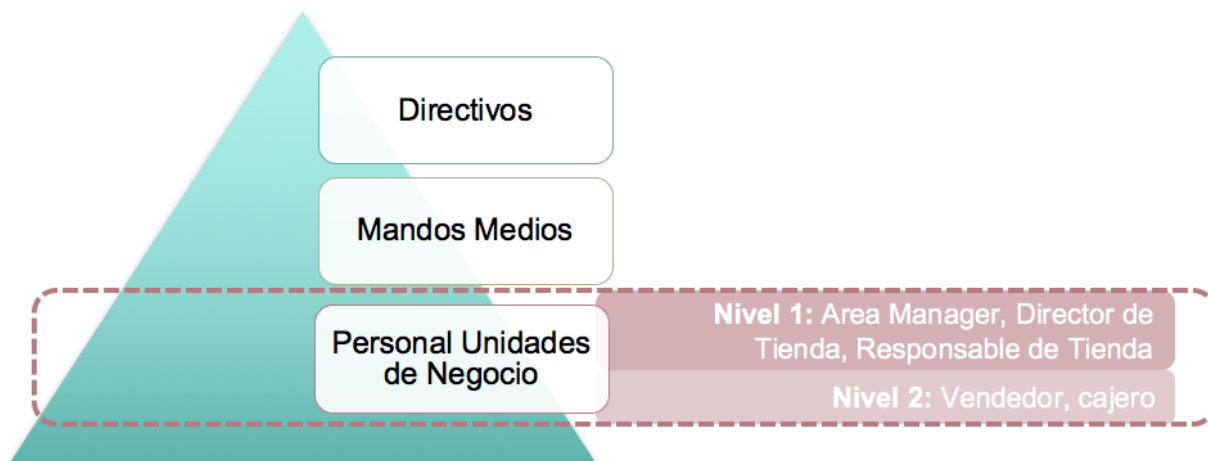 Directivos
Mandos Medios
Personal Unidades
de Negocio
Nivel 1: Area Manager, Director de
Tienda, Responsable de Tienda
Nivel 2: Vendedor, cajero